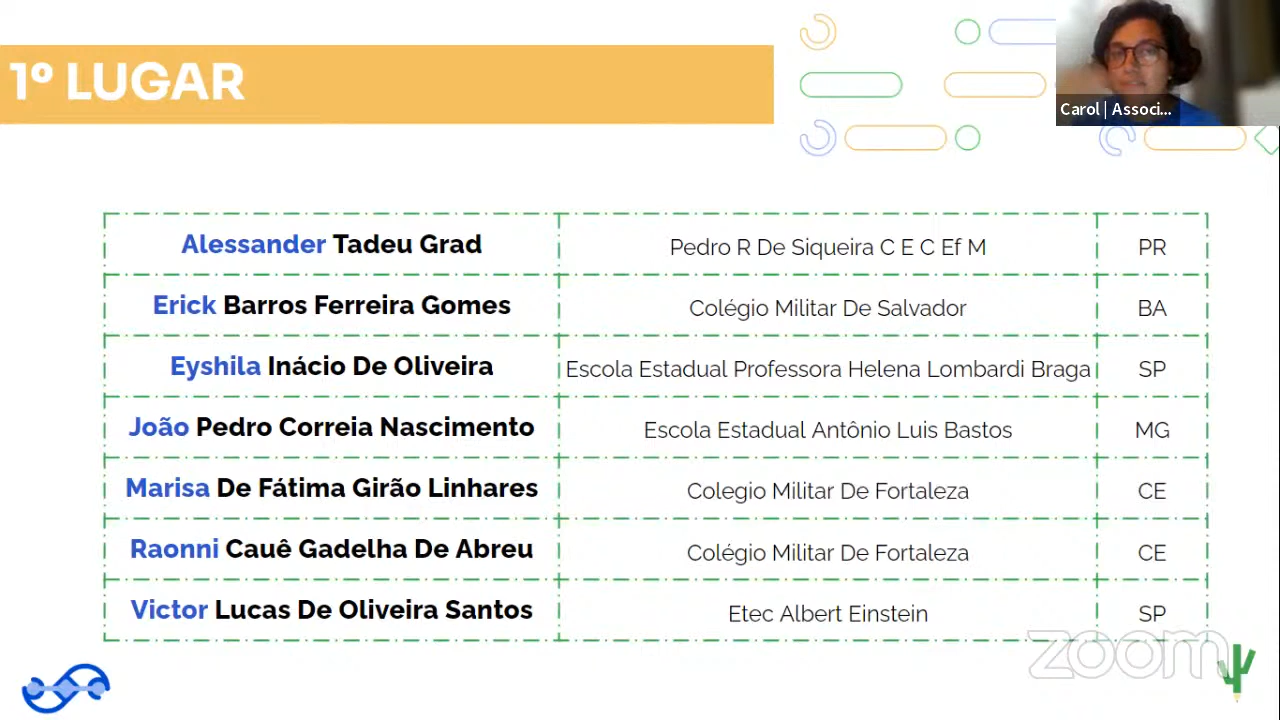 1º LUGAR
Carol | Associ...
Alessander Tadeu Grad Pedro R De Siqueira C E C Ef M PR
Erick Barros Ferreira Gomes Colégio Militar De Salvador BA
Eyshila Inácio De Oliveira Escola Estadual Professora Helena Lombardi Braga SP
João Pedro Correia Nascimento Escola Estadual Antônio Luis Bastos MG
Marisa De Fátima Girão Linhares Colegio Militar De Fortaleza CE
Raonni Cauê Gadelha De Abreu Colégio Militar De Fortaleza CE
Victor Lucas De Oliveira Santos Etec Albert Einstein SP
zoom